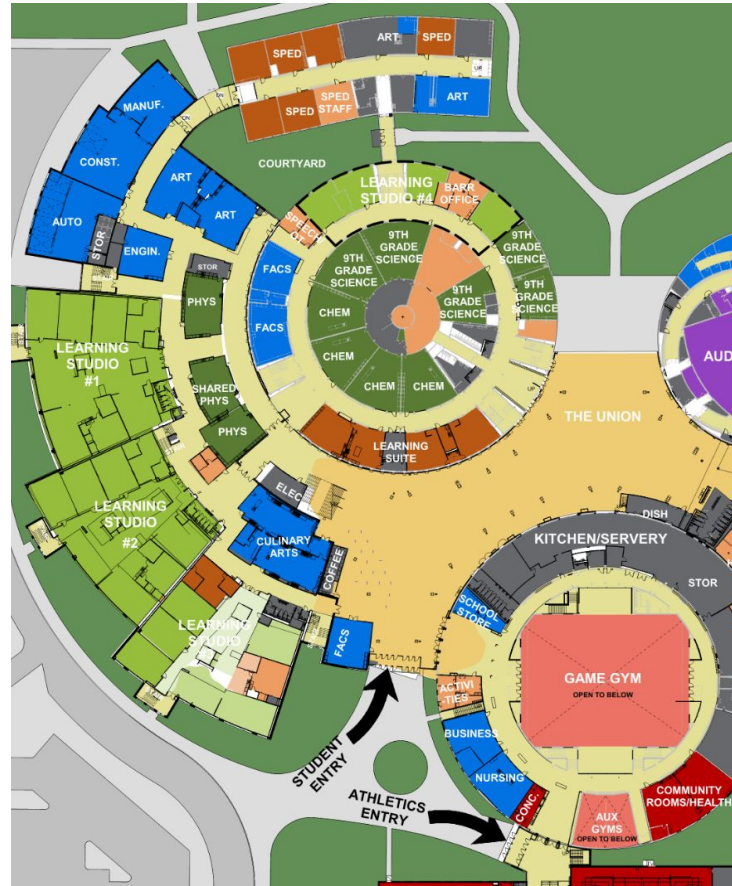 ART
SPED
SPED
MANUF.
SPED
SPED
STAFF
ART
CONST.
COURTYARD
LEARNING
STUDIO #4
BARR
OFFICE
ART
ART
AUTO
STOR
ENGIN.
SPEECH
OT
9TH
GRADE
SCIENCE
9TH
GRADE
SCIENCE
9TH
GRADE
SCIENCE
9TH
GRADE
SCIENCE
9TH
GRADE
SCIENCE
STOR
FACS
PHYS
FACS
CHEM
CHEM
CHEM
CHEM
LEARNING
STUDIO
#1
SHARED
PHYS
PHYS
AUD
UP
THE UNION
LEARNING
SUITE
ELEC
LEARNING
STUDIO
#2
CULINARY
ARTS
COFFEE
DISH
KITCHEN/SERVERY
STOR
SCHOOL
STORE
LEARNING
STUDIO
FACS
GAME GYM
OPEN TO BELOW
ACTIVI
-TIES
BUSINESS
NURSING
STUDENT
ENTRY
CONC.
COMMUNITY
ROOMS/HEALTH
ATHLETICS
ENTRY
AUX
GYMS
OPEN TO BELOW